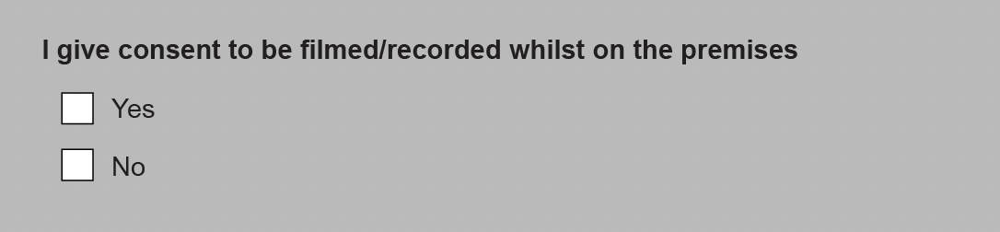 I give consent to be filmed/recorded whilst on the premises
Yes
No